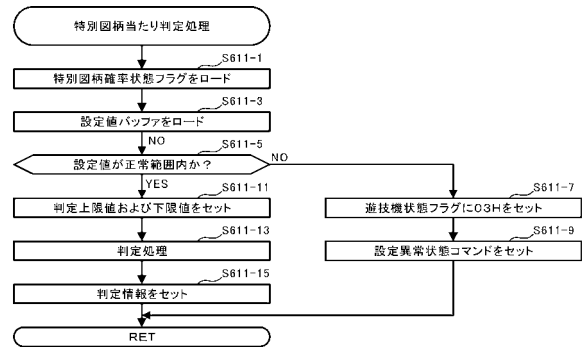 特別図柄当たり判定処理
S611-1
特別図柄確率状態フラグをロード
S611-3
設定値バッファをロード
NO
S611-5
設定値が正常範囲内か?
NO
YES
S611-11
判定上限値および下限値をセット
S611-7
遊技機状態フラグに03Hをセット
S611-13
判定処理
S611-9
設定異常状態コマンドをセット
S611-15
判定情報をセット
RET